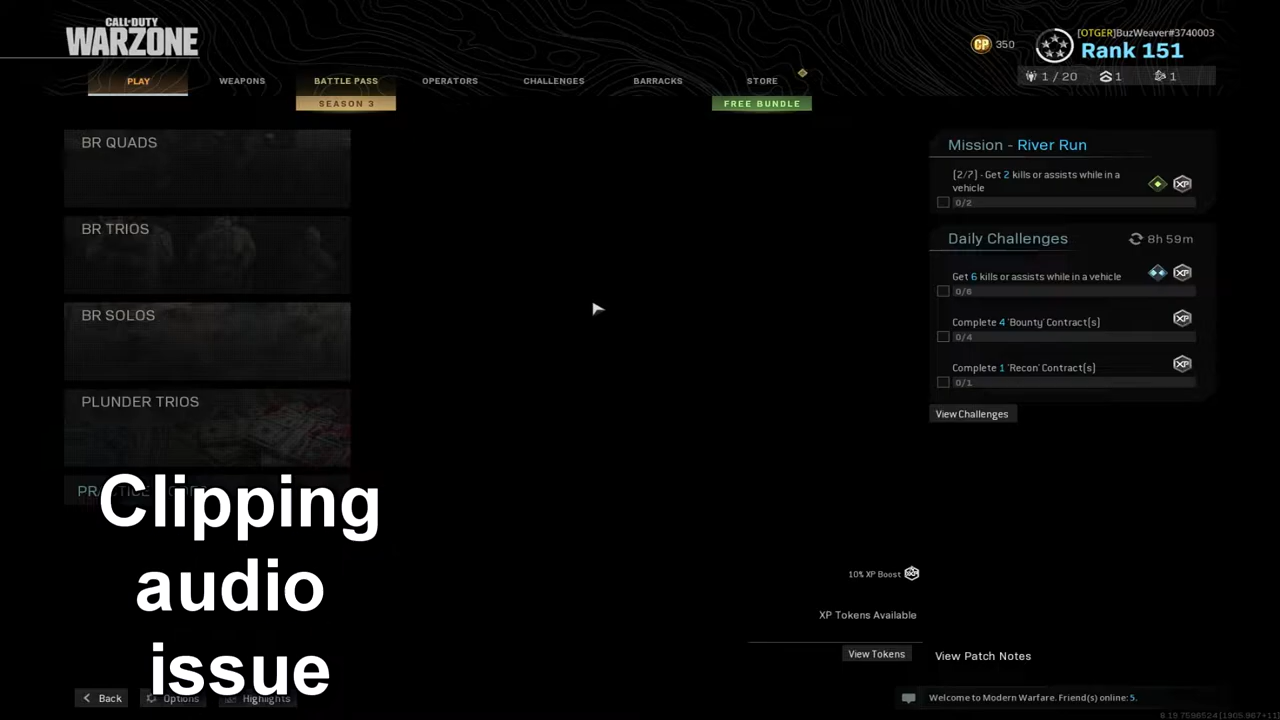 CALL OF DUTY
WARZONE
CP 350
[OTGER]BuzWeaver#3740003
Rank 151
1 / 20
1
1
PLAY
WEAPONS
BATTLE PASS
OPERATORS
CHALLENGES
BARRACKS
STORE
SEASON 3
FREE BUNDLE
BR QUADS
BR TRIOS
BR SOLOS
PLUNDER TRIOS
Mission - River Run
[2/7] - Get 2 kills or assists while in a
vehicle
XP
0/2
Daily Challenges
8h 59m
Get 6 kills or assists while in a vehicle
XP
0/6
Complete 4 'Bounty' Contract(s)
XP
0/4
Complete 1 'Recon' Contract(s)
XP
0/1
View Challenges
Clipping
audio
issue
10% XP Boost
XP Tokens Available
View Tokens
View Patch Notes
Back
Options
Highlights
Welcome to Modern Warfare. Friend(s) online: 5.